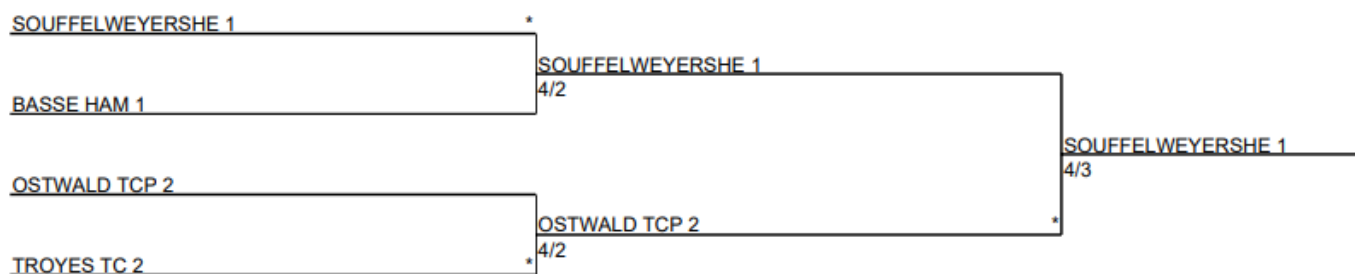 SOUFFELWEYERSHE 1 *
SOUFFELWEYERSHE 1
4/2
BASSE HAM 1
SOUFFELWEYERSHE 1
4/3
OSTWALD TCP 2
OSTWALD TCP 2 *
4/2
TROYES TC 2 *